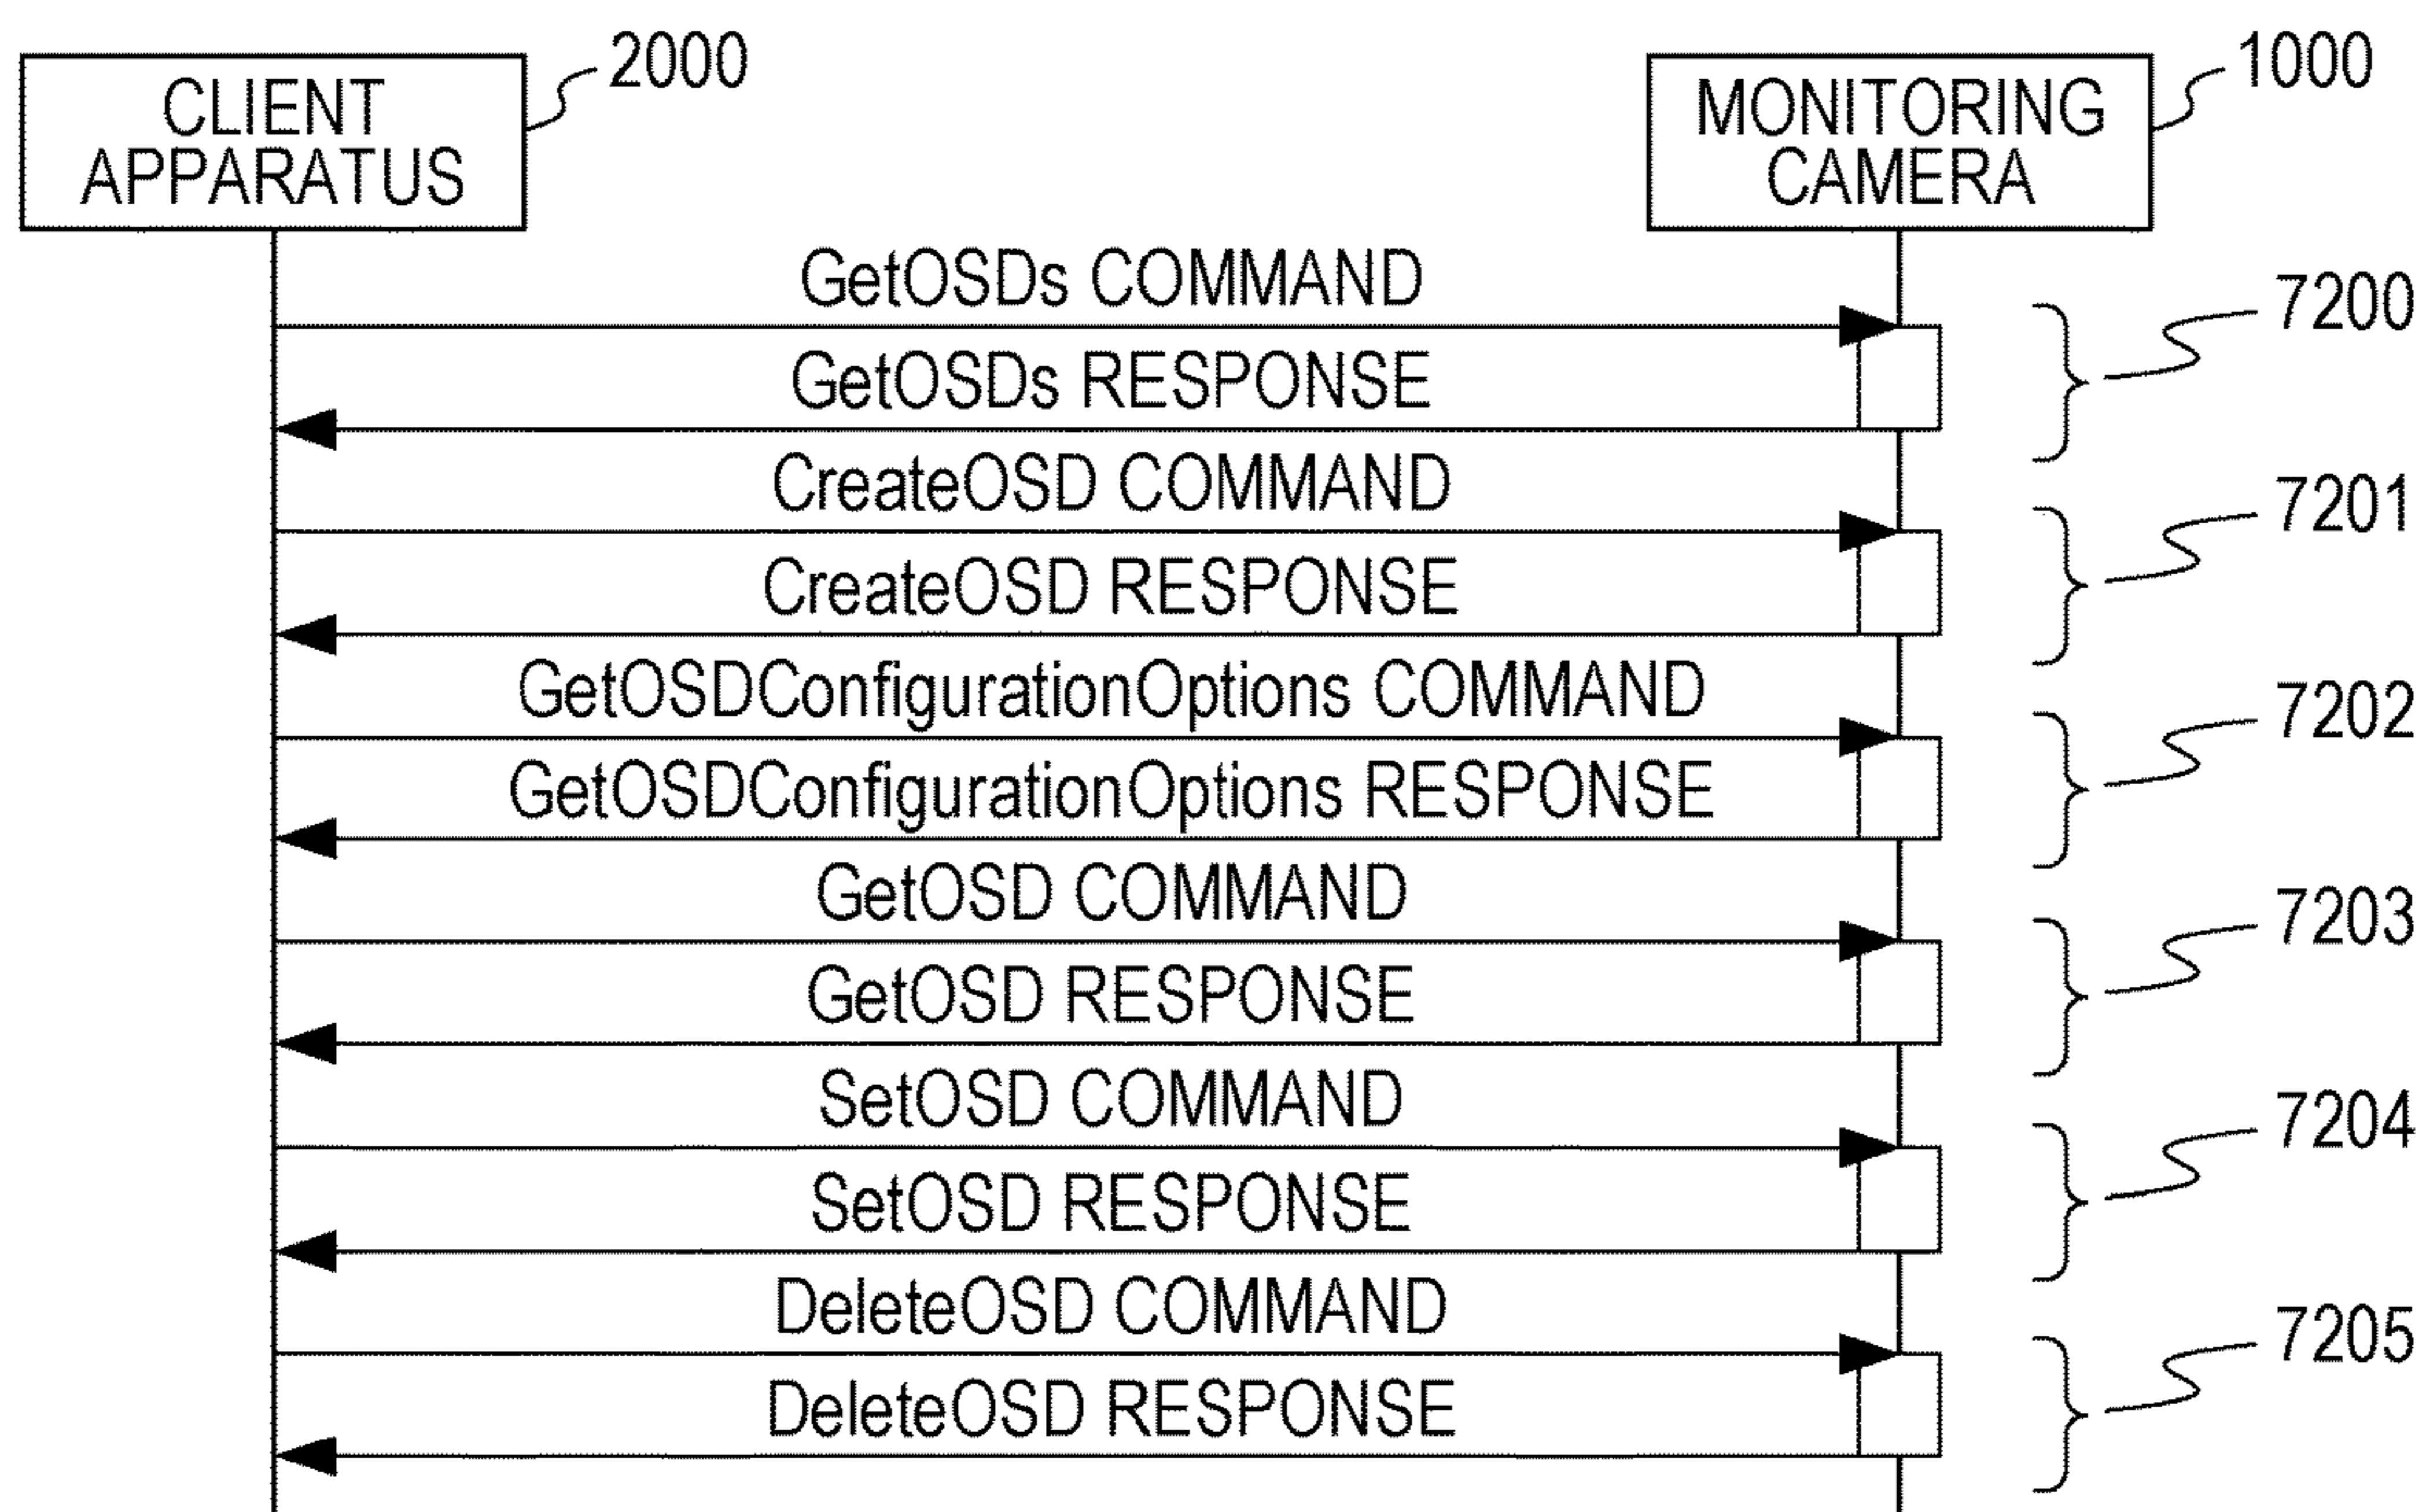 CLIENT
APPARATUS
2000
MONITORING
CAMERA
1000
GetOSDs COMMAND
7200
GetOSDs RESPONSE
CreateOSD COMMAND
7201
CreateOSD RESPONSE
GetOSDConfigurationOptions COMMAND
7202
GetOSDConfigurationOptions RESPONSE
GetOSD COMMAND
7203
GetOSD RESPONSE
SetOSD COMMAND
7204
SetOSD RESPONSE
DeleteOSD COMMAND
7205
DeleteOSD RESPONSE